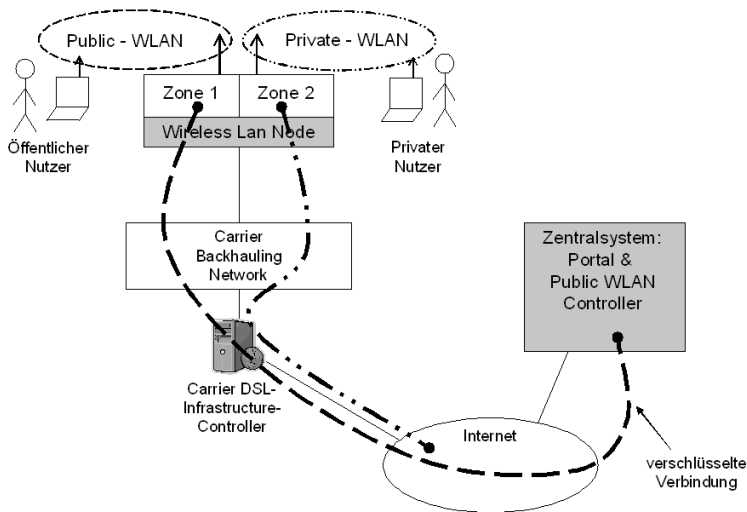 Public - WLAN
Private - WLAN
Zone 1
Zone 2
Wireless Lan Node
Öffentlicher
Nutzer
Privater
Nutzer
Carrier
Backhauling
Network
Zentralsystem:
Portal &
Public WLAN
Controller
Carrier DSL-
Infrastructure-
Controller
Internet
verschlüsselte
Verbindung